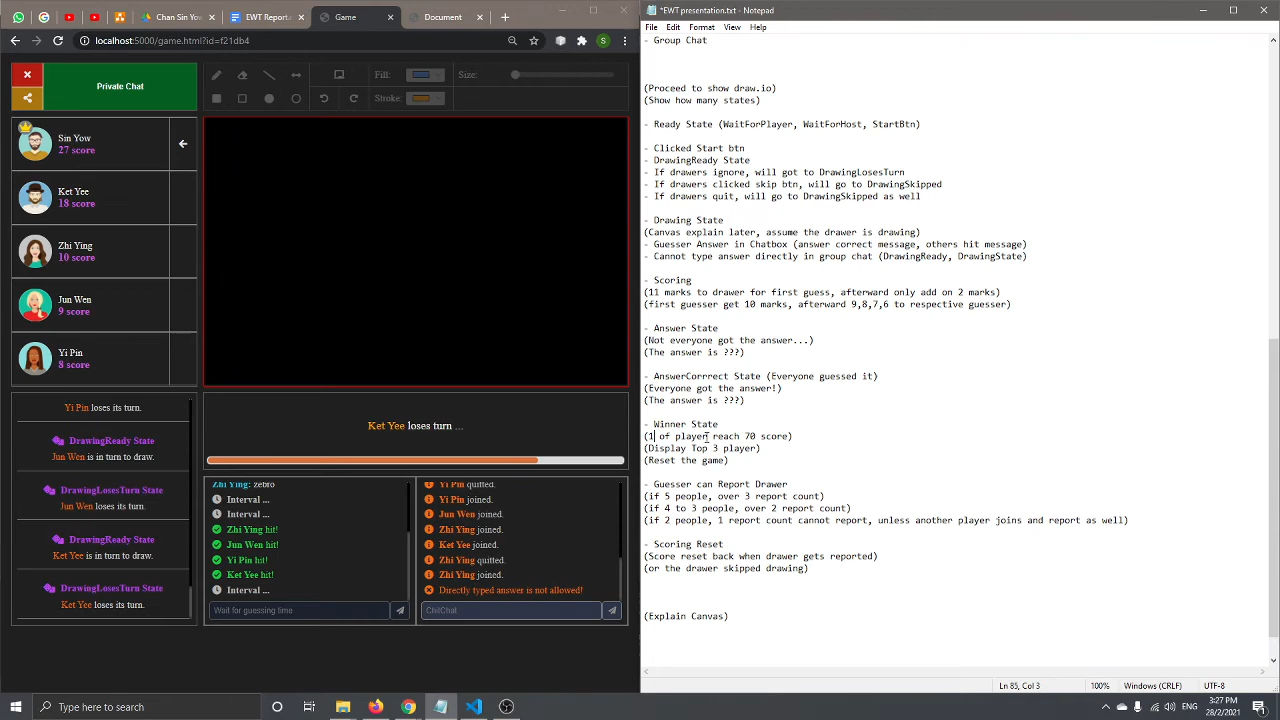 Chan Sin You
EWT Reportal
Game
Document
localhost:5000/game.html?id=f21db4
S
Private Chat
Fill:
Size:
Stroke:
Sin Yee
27 score
Ket Yee
18 score
Zhi Ying
10 score
Jun Wen
9 score
Yi Pin
8 score
Yi Pin loses its turn.
DrawingReady State
Jun Wen is in turn to draw.
DrawingLosesTurn State
Jun Wen loses its turn.
DrawingReady State
Ket Yee is in turn to draw.
DrawingLosesTurn State
Ket Yee loses its turn.
Ket Yee loses turn ...
Zhi Ying: zebro
Interval ...
Interval ...
Zhi Ying hit!
Jun Wen hit!
Yi Pin hit!
Ket Yee hit!
Interval ...
Wait for guessing time
Yi Pin quitted.
Yi Pin joined.
Jun Wen joined.
Zhi Ying joined.
Ket Yee joined.
Zhi Ying quitted.
Zhi Ying joined.
Directly typed answer is not allowed!
ChitChat
*EWT presentation.txt - Notepad
File Edit Format View Help
- Group Chat
(Proceed to show draw.io)
(Show how many states)
- Ready State (WaitForPlayer, WaitForHost, StartBtn)
- Clicked Start btn
- DrawingReady State
- If drawers ignore, will got to DrawingLosesTurn
- If drawers clicked skip btn, will go to DrawingSkipped
- If drawers quit, will go to DrawingSkipped as well
- Drawing State
(Canvas explain later, assume the drawer is drawing)
- Guesser Answer in Chatbox (answer correct message, others hit message)
- Cannot type answer directly in group chat (DrawingReady, DrawingState)
- Scoring
(11 marks to drawer for first guess, afterward only add on 2 marks)
(first guesser get 10 marks, afterward 9,8,7,6 to respective guesser)
- Answer State
(Not everyone got the answer...)
(The answer is ???)
- AnswerCorrrect State (Everyone guessed it)
(Everyone got the answer!)
(The answer is ???)
- Winner State
(1 of player reach 70 score)
(Display Top 3 player)
(Reset the game)
- Guesser can Report Drawer
(if 5 people, over 3 report count)
(if 4 to 3 people, over 2 report count)
(if 2 people, 1 report count cannot report, unless another player joins and report as well)
- Scoring Reset
(Score reset back when drawer gets reported)
(or the drawer skipped drawing)
(Explain Canvas)
Ln 85, Col 3
100%
Windows (CRLF)
UTF-8
Type here to search
3:27 PM
28/2/2021